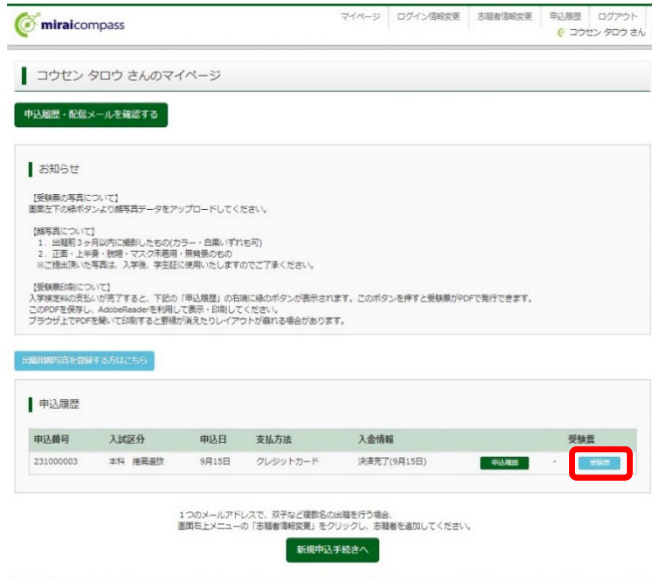 miraicompass
マイページ ログイン情報変更 志願者情報変更 申込履歴 ログアウト
コウセン タロウ さん
コウセン タロウ さんのマイページ
申込履歴・配信メールを確認する
お知らせ
【受験票の写真について】
画面左下の緑ボタンより顔写真データをアップロードしてください。
【顔写真について】
1. 出願前3ヶ月以内に撮影したもの(カラー・白黒いずれも可)
2. 正面・上半身・脱帽・マスク未着用・無背景のもの
※ご提出頂いた写真は、入学後、学生証に使用いたしますのでご了承ください。
【受験票印刷について】
入学検定料の支払いが完了すると、下記の「申込履歴」の右端に緑のボタンが表示されます。このボタンを押すと受験票がPDFで発行できます。
このPDFを保存し、AdobeReaderを利用して表示・印刷してください。
ブラウザ上でPDFを開いて印刷すると罫線が消えたりレイアウトが崩れる場合があります。
出願用顔写真を登録する方はこちら
申込履歴
申込番号 入試区分 申込日 支払方法 入金情報 受験票
231000003 本科 推薦選抜 9月15日 クレジットカード 決済完了(9月15日) 申込確認 - 受験票
1つのメールアドレスで、双子など複数名の出願を行う場合、
画面右上メニューの「志願者情報変更」をクリックし、志願者を追加してください。
新規申込手続きへ